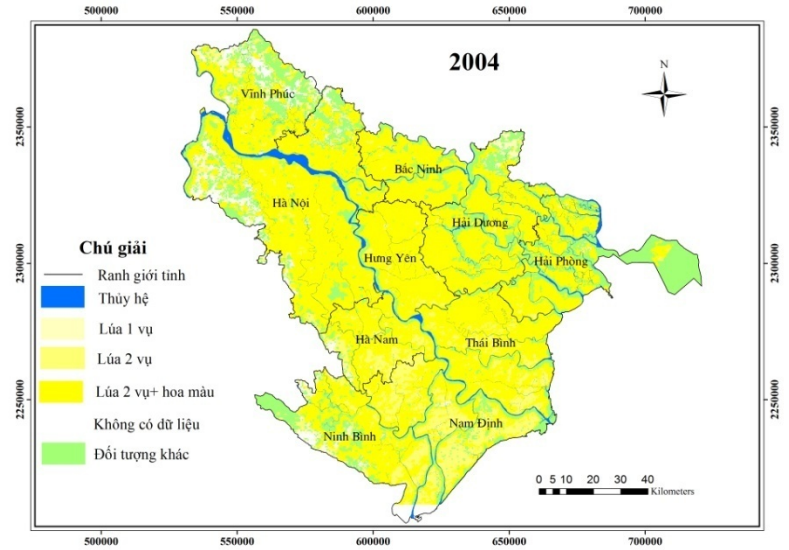 500000 550000 600000 650000 700000
2004
N
2350000 2350000
2300000 2300000
2250000 2250000
Vĩnh Phúc
Bắc Ninh
Hà Nội
Hải Dương
Hưng Yên
Hải Phòng
Hà Nam
Thái Bình
Nam Định
Ninh Bình
Chú giải
Ranh giới tỉnh
Thủy hệ
Lúa 1 vụ
Lúa 2 vụ
Lúa 2 vụ+ hoa màu
Không có dữ liệu
Đối tượng khác
0 5 10 20 30 40
Kilometers
500000 550000 600000 650000 700000